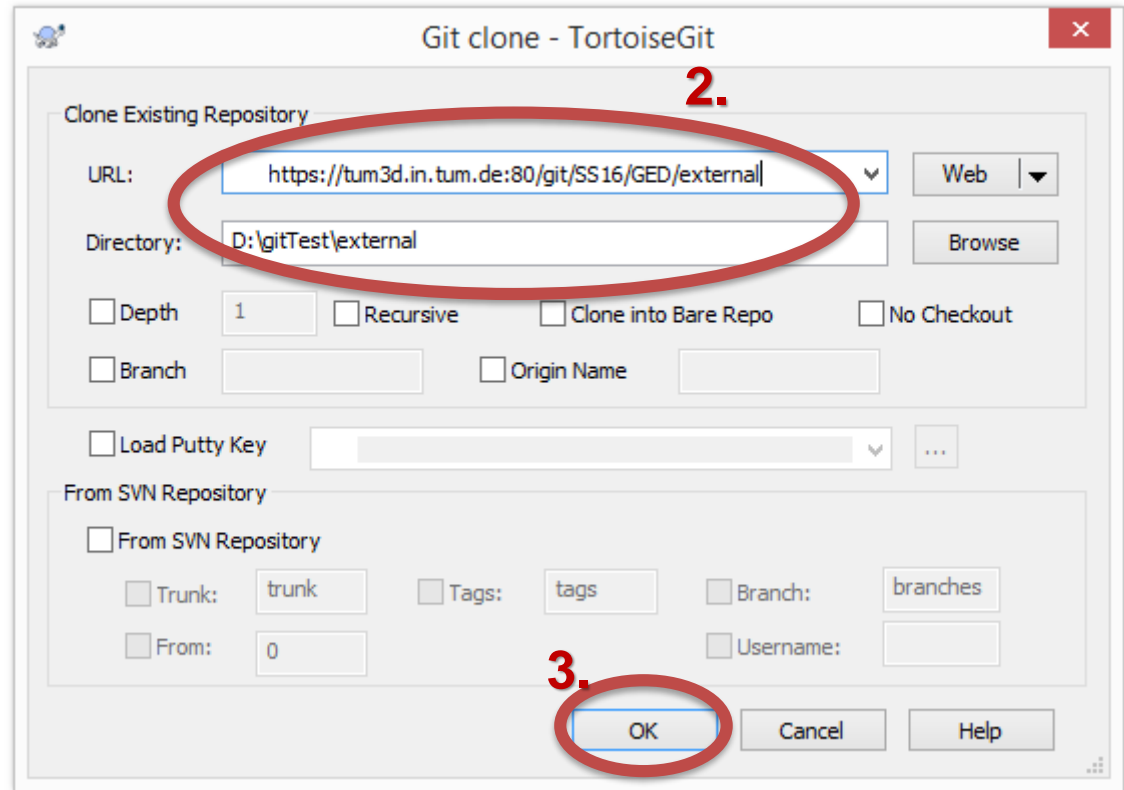 Git clone - TortoiseGit
2.
Clone Existing Repository
URL: https://tum3d.in.tum.de:80/git/SS16/GED/external Web
Directory: D:\gitTest\external Browse
Depth 1 Recursive Clone into Bare Repo No Checkout
Branch Origin Name
Load Putty Key ...
From SVN Repository
From SVN Repository
Trunk: trunk Tags: tags Branch: branches
From: 0 Username:
3.
OK Cancel Help